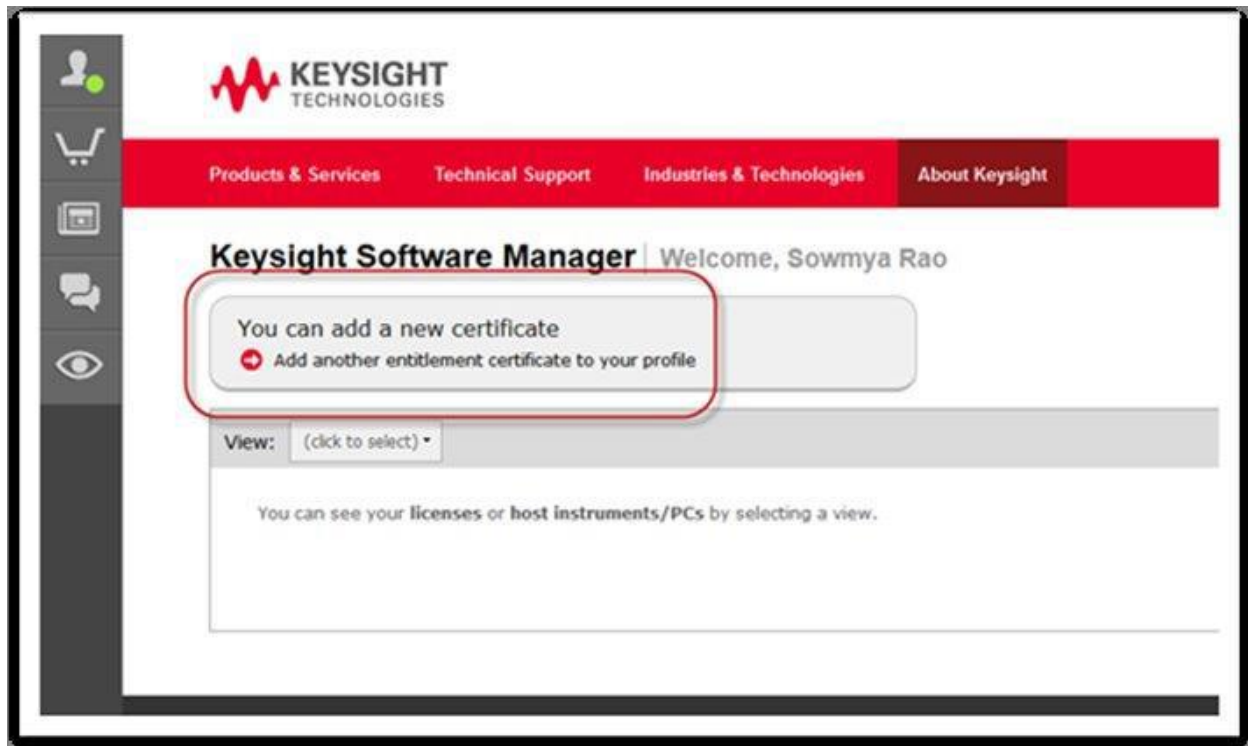 KEYSIGHT
TECHNOLOGIES
Products & Services Technical Support Industries & Technologies About Keysight
Keysight Software Manager Welcome, Sowmya Rao
You can add a new certificate
Add another entitlement certificate to your profile
View: (click to select)
You can see your licenses or host instruments/PCs by selecting a view.